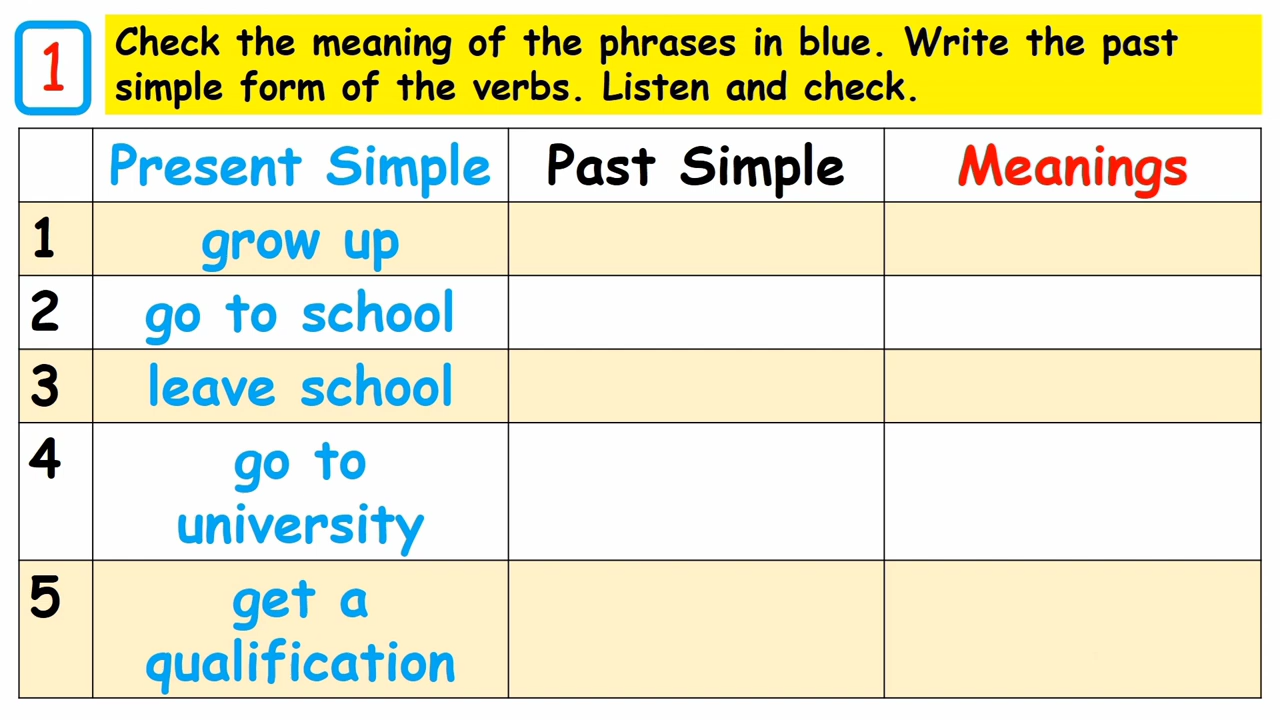 1
Check the meaning of the phrases in blue. Write the past
simple form of the verbs. Listen and check.
Present Simple Past Simple Meanings
1 grow up
2 go to school
3 leave school
4 go to
university
5 get a
qualification